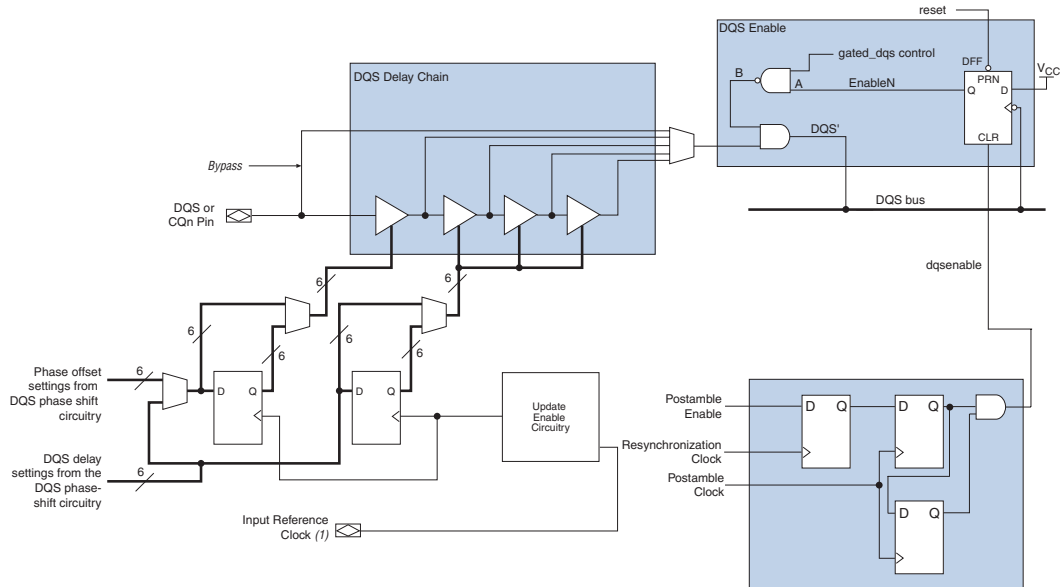 reset
DQS Enable
gated_dqs control
DFF
VCC
B
PRN
A
EnableN
Q
D
DQS Delay Chain
DQS'
CLR
Bypass
DQS or
CQn Pin
DQS bus
dqsenable
6
6
6
6
6
6
Phase offset
settings from
DQS phase shift
circuitry
6
D
Q
D
Q
Update
Enable
Circuitry
Postamble
Enable
D
Q
D
Q
Resynchronization
Clock
DQS delay
settings from the
DQS phase-
shift circuitry
6
Postamble
Clock
D
Q
Input Reference
Clock (1)